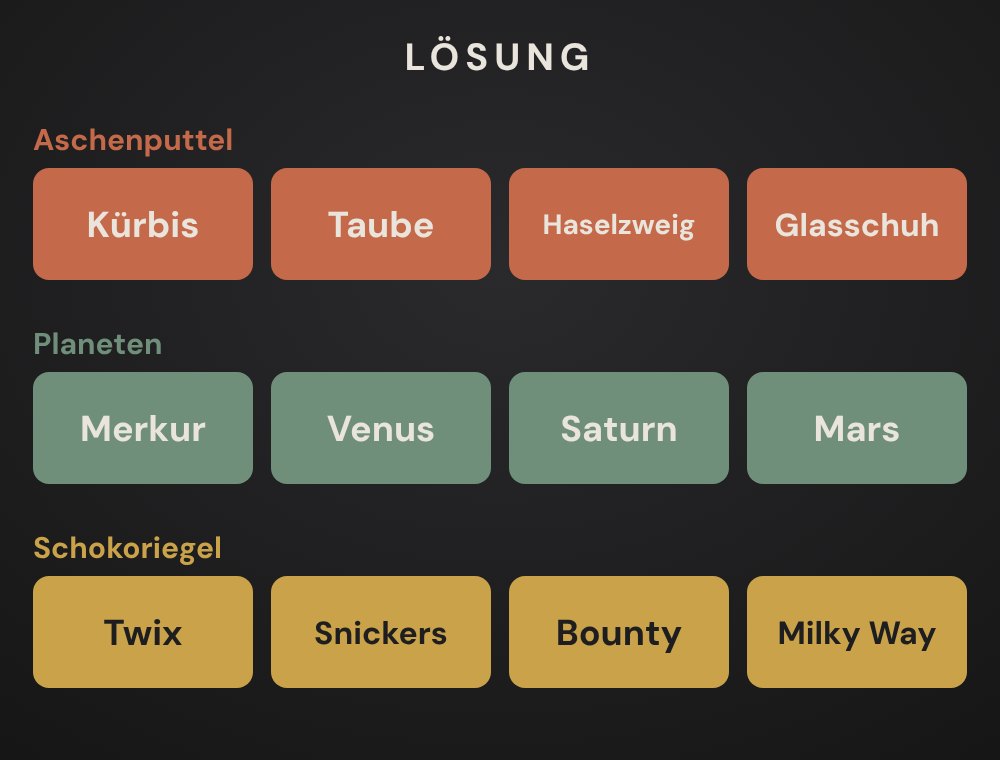 LÖSUNG
Aschenputtel
Kürbis Taube Haselzweig Glasschuh
Planeten
Merkur Venus Saturn Mars
Schokoriegel
Twix Snickers Bounty Milky Way